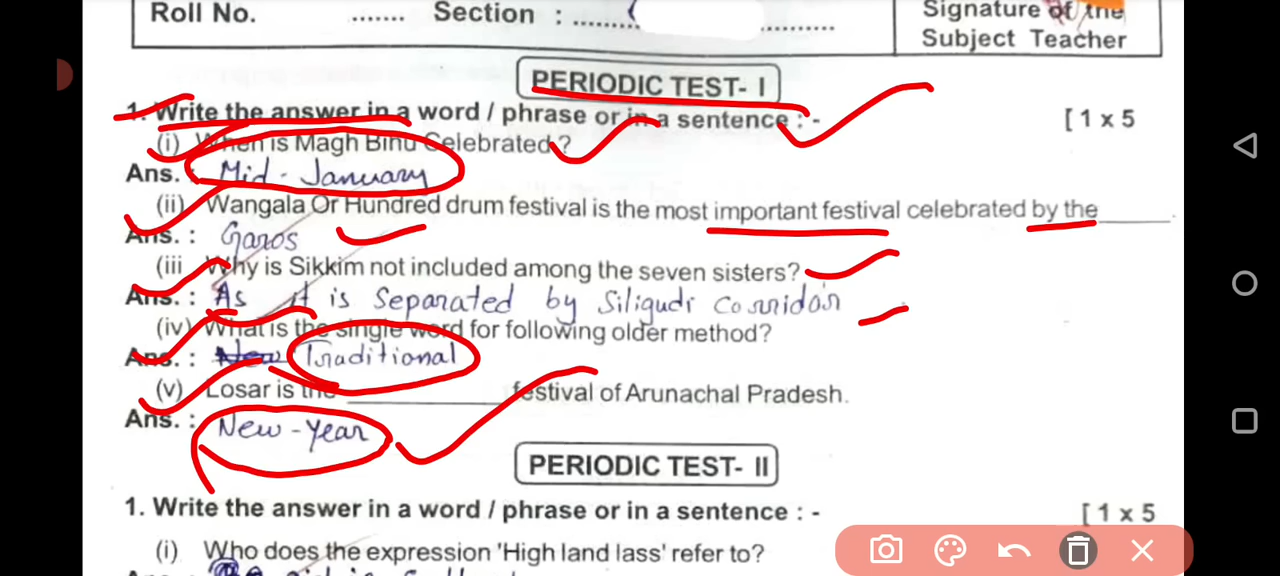 Roll No. ....... Section : .......... ............
Signature of the
Subject Teacher
PERIODIC TEST- I
1. Write the answer in a word / phrase or in a sentence : - [ 1 x 5
(i) When is Magh Bihu Celebrated ?
Ans. : Mid - January
(ii) Wangala Or Hundred drum festival is the most important festival celebrated by the______.
Ans. : Garos
(iii Why is Sikkim not included among the seven sisters?
Ans. : As it is separated by Siliguri Corridor
(iv) What is the single word for following older method?
Ans. : New Traditional
(v) Losar is the ______________ festival of Arunachal Pradesh.
Ans. : New - Year
PERIODIC TEST- II
1. Write the answer in a word / phrase or in a sentence : - [ 1 x 5
(i) Who does the expression 'High land lass' refer to?